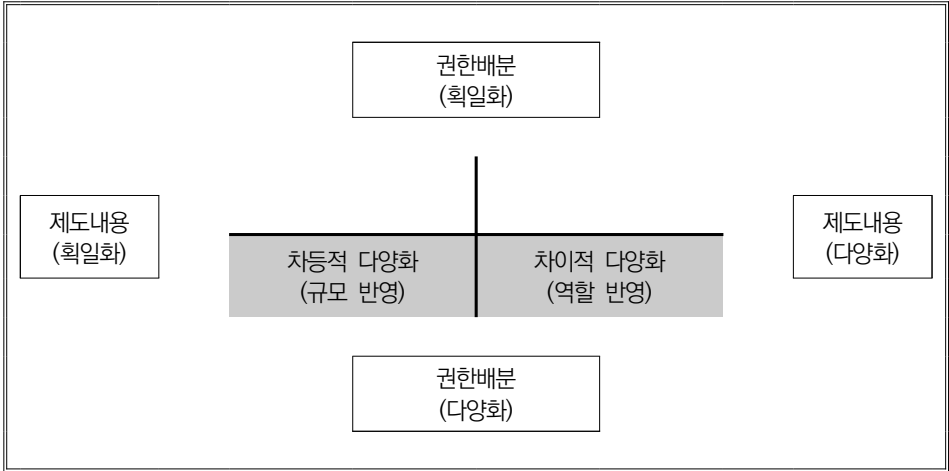 권한배분
(획일화)
제도내용
(획일화)
제도내용
(다양화)
차등적 다양화
(규모 반영)
차이적 다양화
(역할 반영)
권한배분
(다양화)